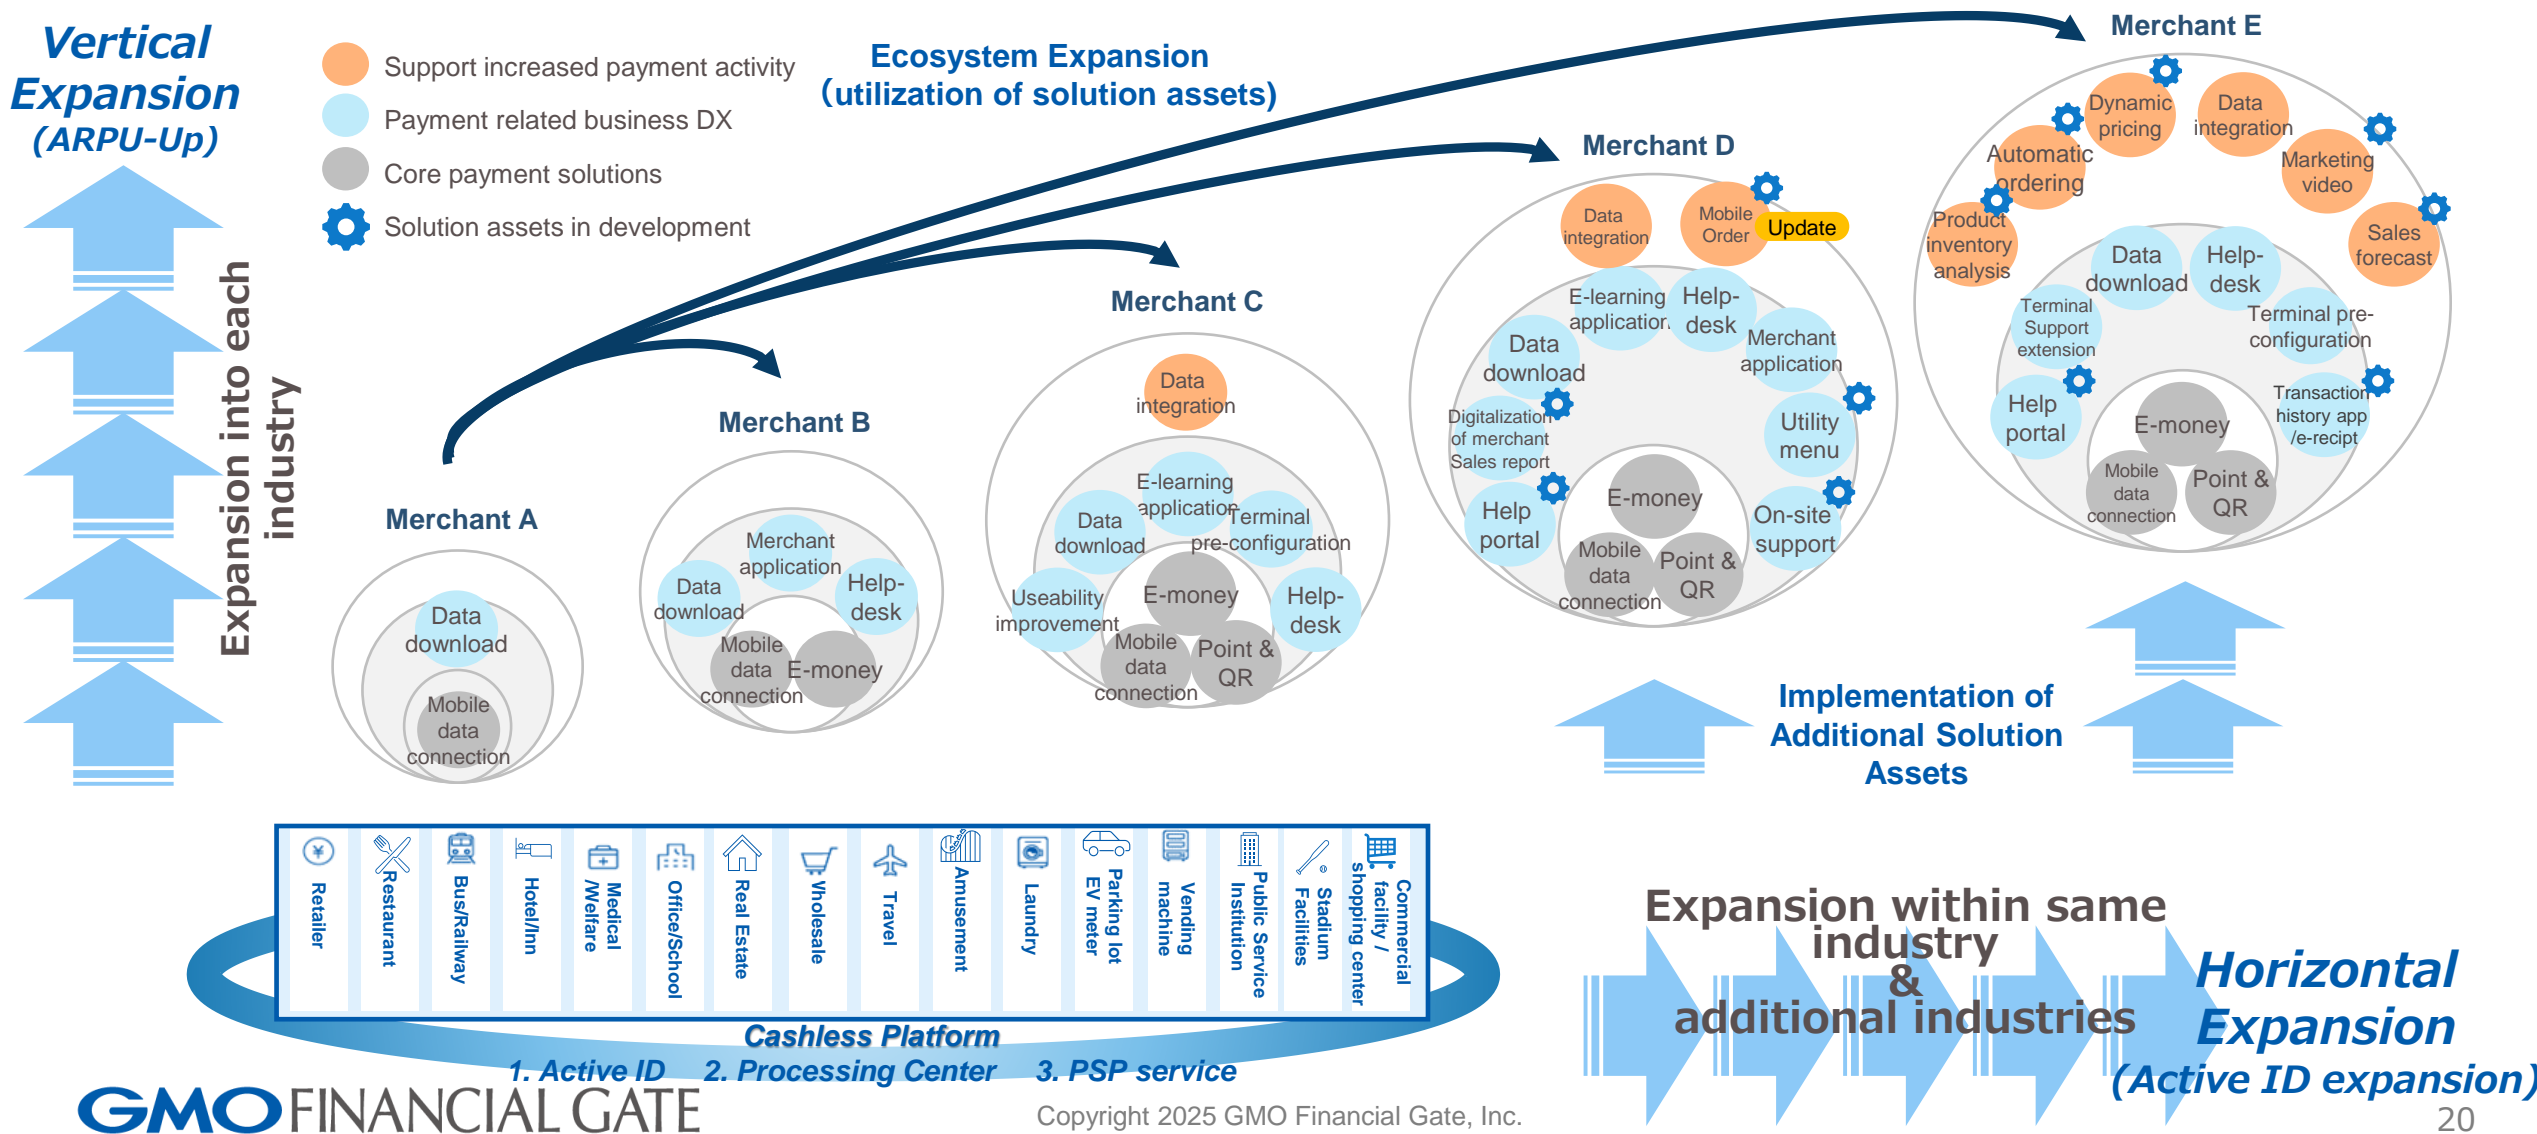 Vertical
Expansion
(ARPU-Up)
Expansion into each
industry
Support increased payment activity
Payment related business DX
Core payment solutions
Solution assets in development
Ecosystem Expansion
(utilization of solution assets)
Merchant A
Data
download
Mobile
data
connection
Merchant B
Merchant
application
Data
download
Help-
desk
Mobile
data
connection
E-money
Merchant C
Data
integration
E-learning
application
Data
download
Terminal
pre-configuration
Useability
improvement
Help-
desk
E-money
Mobile
data
connection
Point &
QR
Merchant D
Data
integration
Mobile
Order
Update
E-learning
application
Help-
desk
Data
download
Merchant
application
Digitalization
of merchant
Sales report
Utility
menu
Help
portal
On-site
support
E-money
Mobile
data
connection
Point &
QR
Merchant E
Dynamic
pricing
Data
integration
Automatic
ordering
Marketing
video
Product
inventory
analysis
Sales
forecast
Data
download
Help-
desk
Terminal
Support
extension
Terminal pre-
configuration
Help
portal
Transaction
history app
/e-recipt
E-money
Mobile
data
connection
Point &
QR
Implementation of
Additional Solution
Assets
Retailer
Restaurant
Bus/Railway
Hotel/Inn
Medical
/Welfare
Office/School
Real Estate
Wholesale
Travel
Amusement
Laundry
Parking lot
EV meter
Vending
machine
Public Service
Institution
Stadium
Facilities
Commercial
facility /
shopping center
Cashless Platform
1. Active ID 2. Processing Center 3. PSP service
Expansion within same
industry
&
additional industries
Horizontal
Expansion
(Active ID expansion)
GMO FINANCIAL GATE
Copyright 2025 GMO Financial Gate, Inc.
20